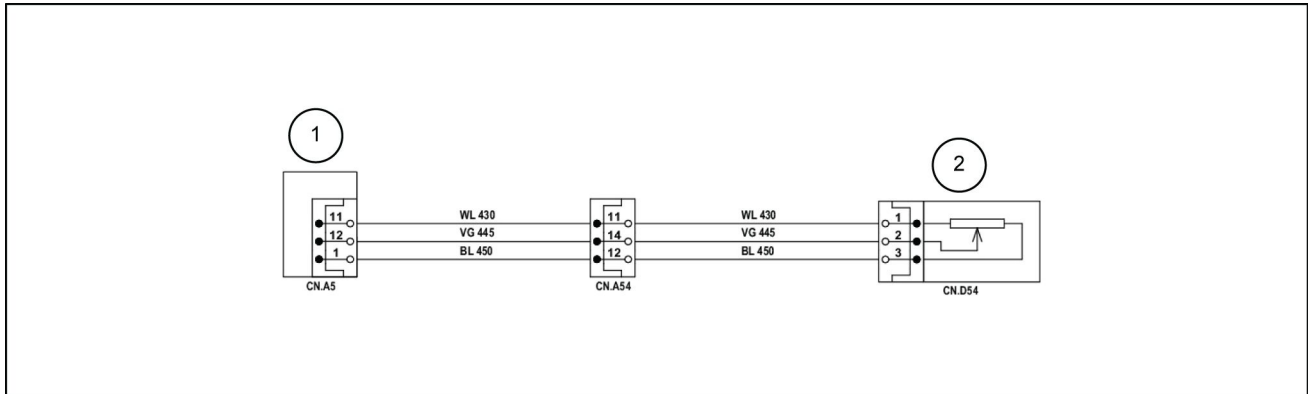 1
2
11 WL 430 11 WL 430 1
12 VG 445 14 VG 445 2
1 BL 450 12 BL 450 3
CN.A5 CN.A54 CN.D54